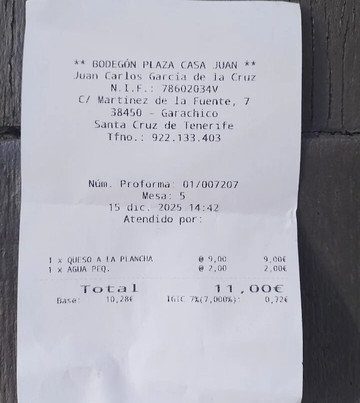 ** BODEGÓN PLAZA CASA JUAN **
Juan Carlos García de la Cruz
N.I.F.: 78602034V
C/ Martínez de la Fuente, 7
38450 - Garachico
Santa Cruz de Tenerife
Tfno.: 922.133.403
Núm. Proforma: 01/007207
Mesa: 5
15 dic. 2025 14:42
Atendido por:
1 x QUESO A LA PLANCHA @ 9,00 9,00€
1 x AGUA PEQ. @ 2,00 2,00€
Total 11,00€
Base: 10,28€ IGIC 7%(7,000%): 0,72€